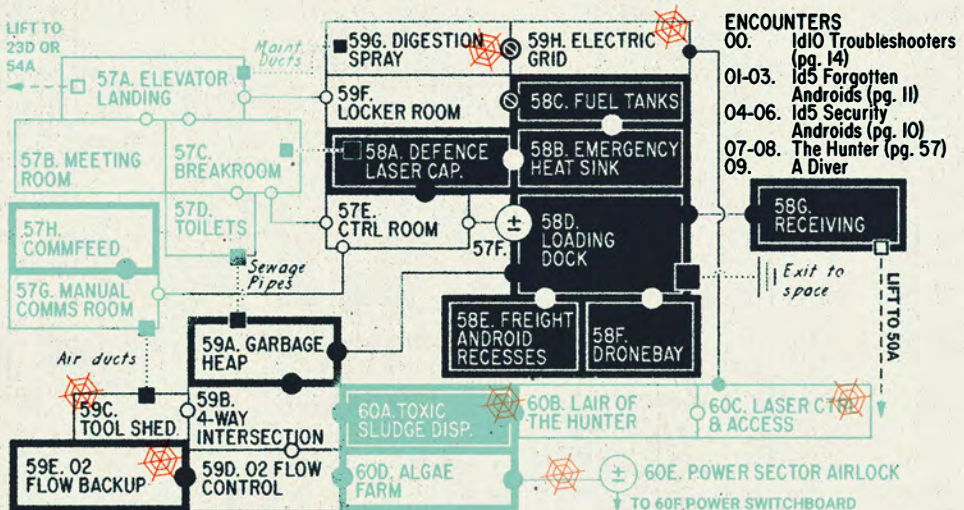 LIFT TO
23D OR
54A
57A. ELEVATOR
LANDING
Maint
Ducts
59G. DIGESTION
SPRAY
59H. ELECTRIC
GRID
59F.
LOCKER ROOM
58C. FUEL TANKS
57B. MEETING
ROOM
57C.
BREAKROOM
58A. DEFENCE
LASER CAP.
58B. EMERGENCY
HEAT SINK
57H.
COMMFEED
57D.
TOILETS
57E.
CTRL ROOM
±
57F.
58D.
LOADING
DOCK
58G.
RECEIVING
57G. MANUAL
COMMS ROOM
Sewage
Pipes
Exit to
space
LIFT TO 50A
Air ducts
59A. GARBAGE
HEAP
58E. FREIGHT
ANDROID
RECESSES
58F.
DRONEBAY
59C.
TOOL SHED.
59B.
4-WAY
INTERSECTION
60A. TOXIC
SLUDGE DISP.
60B. LAIR OF
THE HUNTER
60C. LASER CTRL
& ACCESS
59E. O2
FLOW BACKUP
59D. O2 FLOW
CONTROL
60D. ALGAE
FARM
±
60E. POWER SECTOR AIRLOCK
TO 60F. POWER SWITCHBOARD
ENCOUNTERS
00. 1d10 Troubleshooters
(pg. 14)
01-03. 1d5 Forgotten
Androids (pg. 11)
04-06. 1d5 Security
Androids (pg. 10)
07-08. The Hunter (pg. 57)
09. A Diver